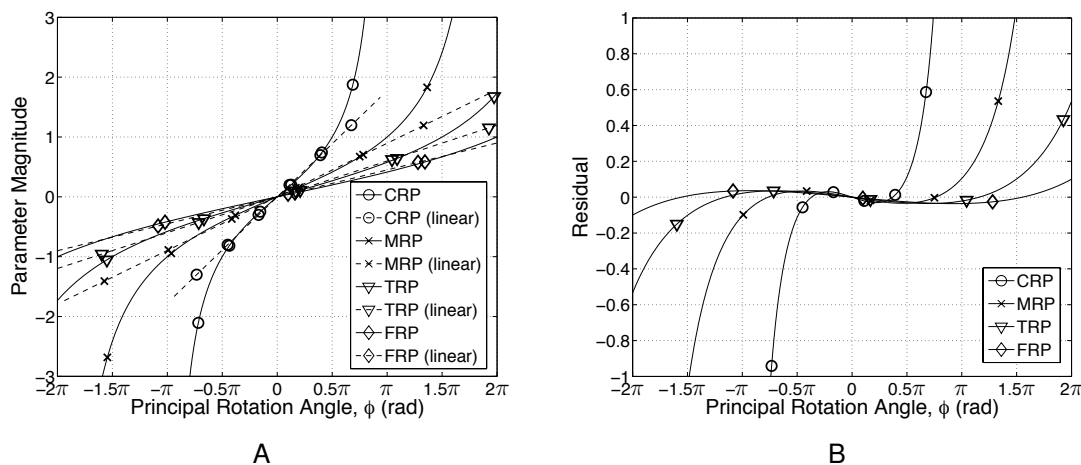 3
2
1
0
−1
−2
−3
Parameter Magnitude
−2π −1.5π −π −0.5π 0 0.5π π 1.5π 2π
Principal Rotation Angle, ϕ (rad)
CRP
CRP (linear)
MRP
MRP (linear)
TRP
TRP (linear)
FRP
FRP (linear)
A
1
0.8
0.6
0.4
0.2
0
−0.2
−0.4
−0.6
−0.8
−1
Residual
−2π −1.5π −π −0.5π 0 0.5π π 1.5π 2π
Principal Rotation Angle, ϕ (rad)
CRP
MRP
TRP
FRP
B